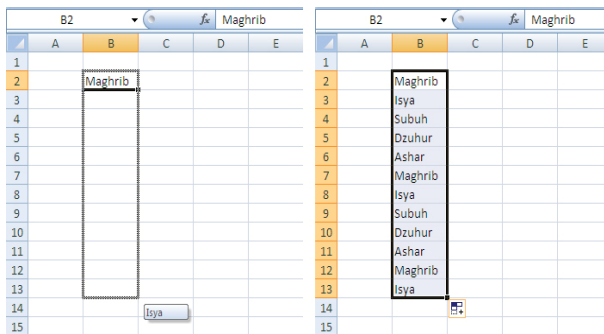 B2 fx Maghrib
A B C D E
1
2 Maghrib
3
4
5
6
7
8
9
10
11
12
13
14 Isya
15
B2 fx Maghrib
A B C D E
1
2 Maghrib
3 Isya
4 Subuh
5 Dzuhur
6 Ashar
7 Maghrib
8 Isya
9 Subuh
10 Dzuhur
11 Ashar
12 Maghrib
13 Isya
14
15